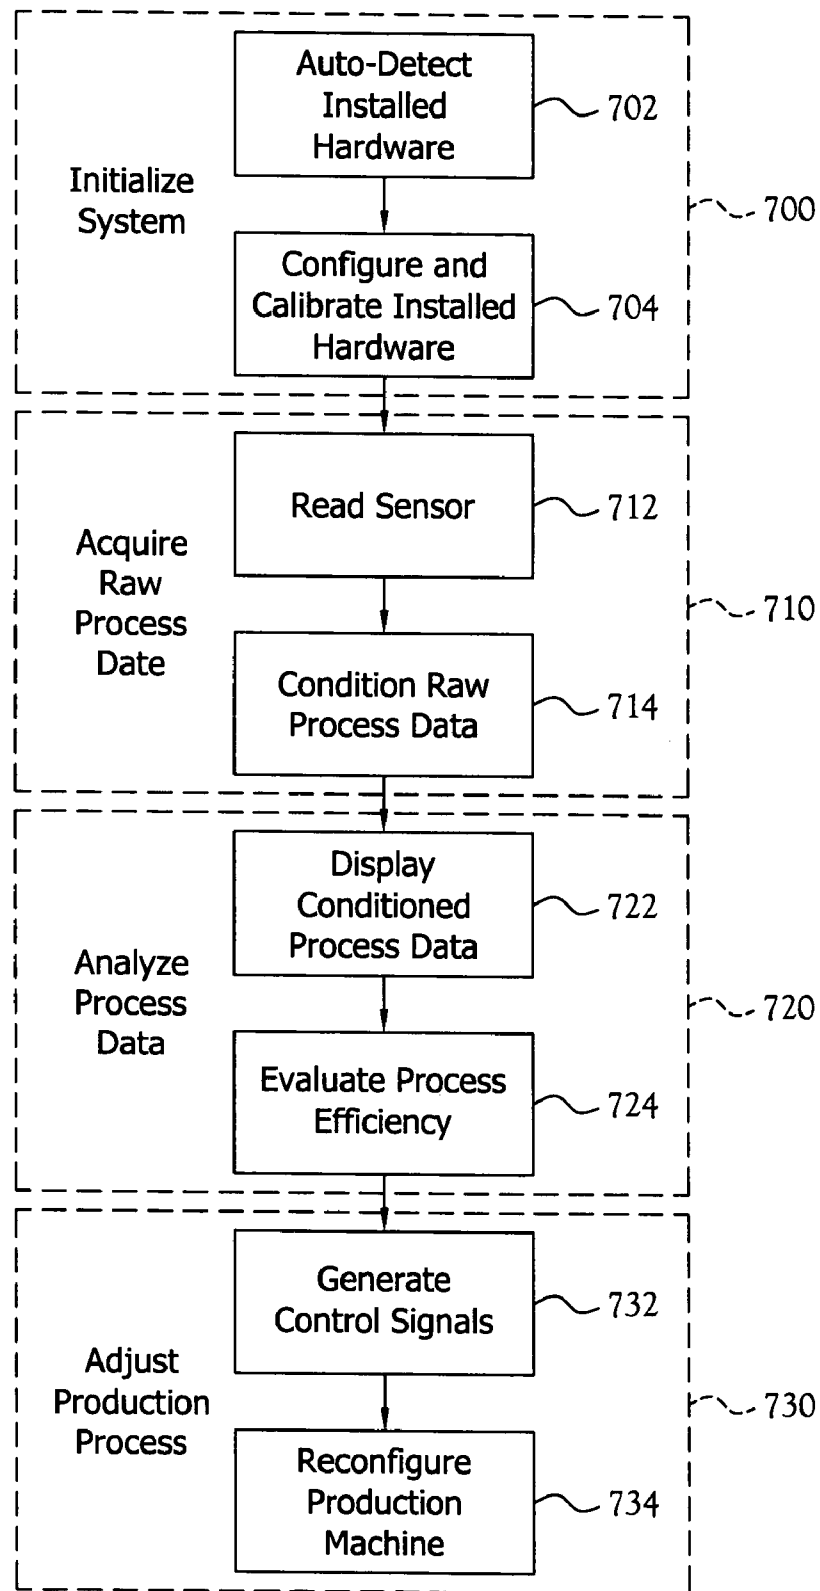 Auto-Detect
Installed
Hardware
702
Initialize
System
700
Configure and
Calibrate Installed
Hardware
704
Read Sensor
712
Acquire
Raw
Process
Date
710
Condition Raw
Process Data
714
Display
Conditioned
Process Data
722
Analyze
Process
Data
720
Evaluate Process
Efficiency
724
Generate
Control Signals
732
Adjust
Production
Process
730
Reconfigure
Production
Machine
734